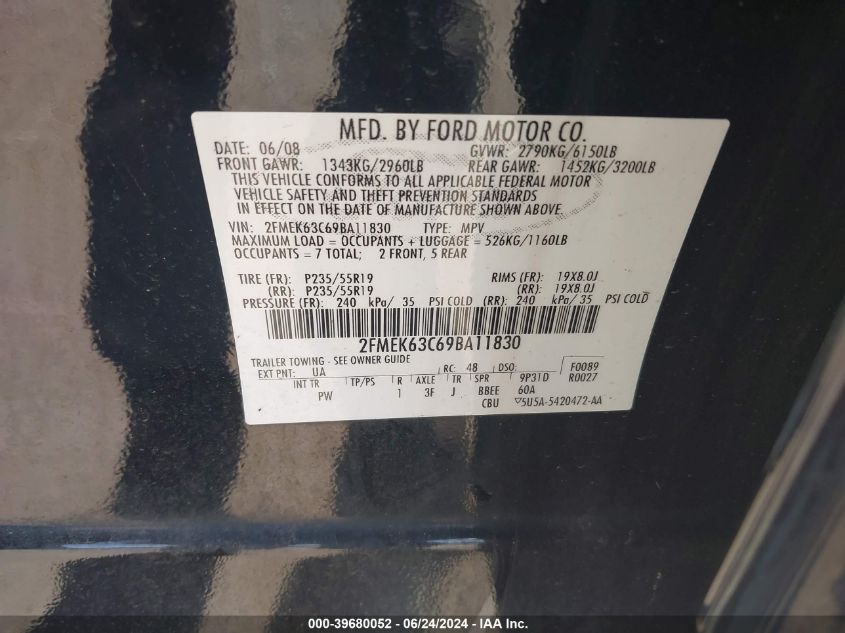 MFD. BY FORD MOTOR CO.
DATE: 06/08 GVWR: 2790KG/6150LB
FRONT GAWR: 1343KG/2960LB REAR GAWR: 1452KG/3200LB
THIS VEHICLE CONFORMS TO ALL APPLICABLE FEDERAL MOTOR
VEHICLE SAFETY AND THEFT PREVENTION STANDARDS
IN EFFECT ON THE DATE OF MANUFACTURE SHOWN ABOVE
VIN: 2FMEK63C69BA11830 TYPE: MPV
MAXIMUM LOAD = OCCUPANTS + LUGGAGE = 526KG/1160LB
OCCUPANTS = 7 TOTAL; 2 FRONT, 5 REAR
TIRE (FR): P235/55R19 RIMS (FR): 19X8.0J
(RR): P235/55R19 (RR): 19X8.0J
PRESSURE (FR): 240 kPa/ 35 PSI COLD (RR): 240 kPa/ 35 PSI COLD
2FMEK63C69BA11830
TRAILER TOWING - SEE OWNER GUIDE
EXT PNT: UA RC: 48 DSO: F0089
INT TR TP/PS R AXLE TR SPR 9P31D R0027
PW 1 3F J BBEE 60A
CBU 5U5A-5420472-AA
000-39680052 / 06/24/2024 - IAA Inc.